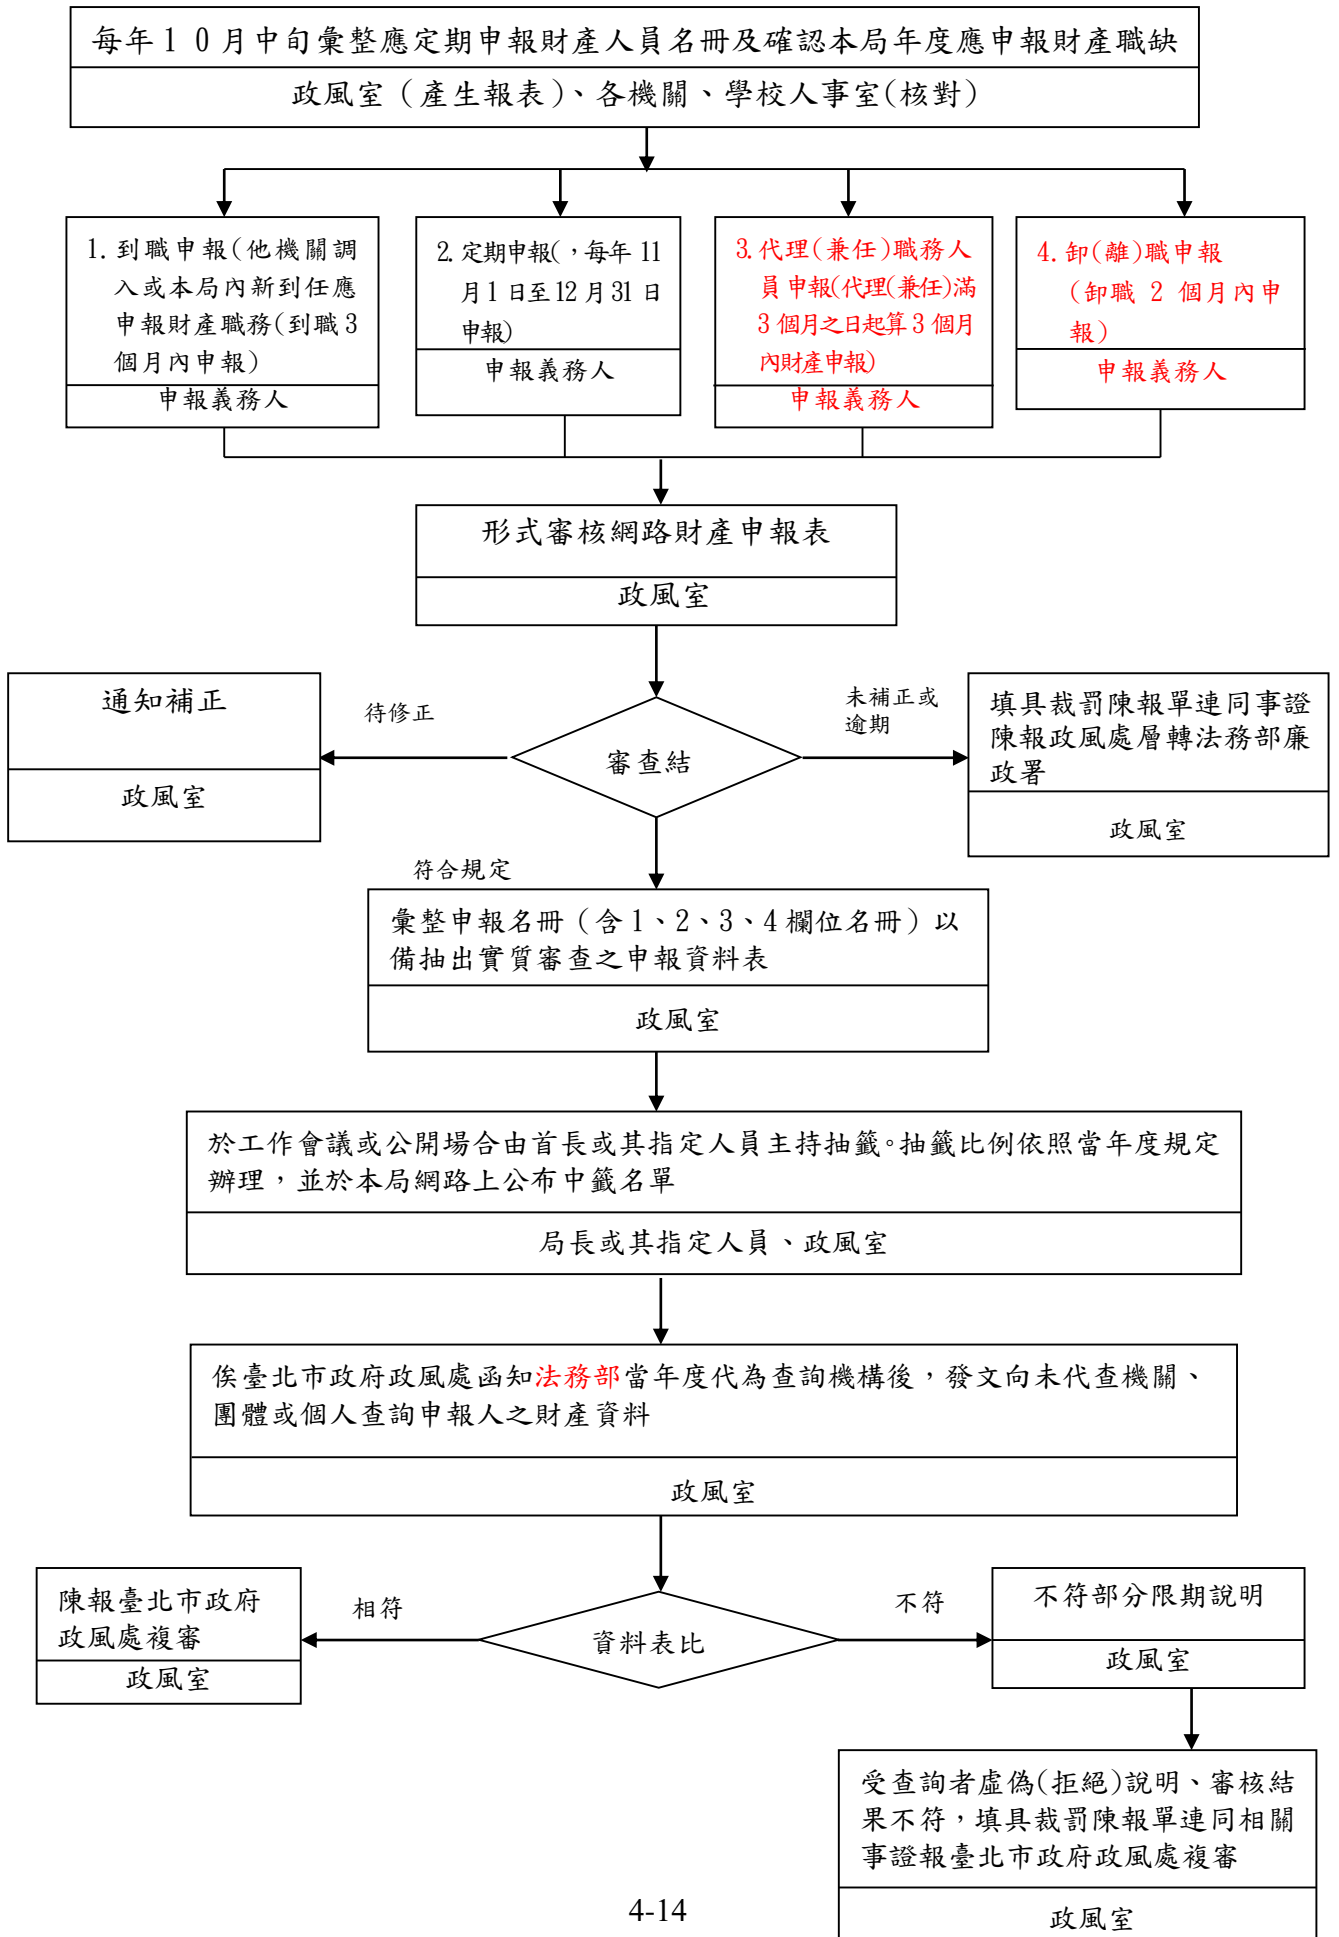 每年10月中旬彙整應定期申報財產人員名冊及確認本局年度應申報財產職缺
政風室（產生報表）、各機關、學校人事室(核對)
1. 到職申報(他機關調
入或本局內新到任應
申報財產職務(到職3
個月內申報)
申報義務人
2. 定期申報(，每年 11
月1日至12月31日
申報)
申報義務人
3. 代理(兼任)職務人
員申報(代理(兼任)滿
3個月之日起算3個月
內財產申報)
申報義務人
4. 卸(離)職申報
(卸職 2 個月內申
報)
申報義務人
形式審核網路財產申報表
政風室
通知補正
政風室
待修正
審查結
未補正或
逾期
填具裁罰陳報單連同事證
陳報政風處層轉法務部廉
政署
政風室
符合規定
彙整申報名冊（含1、2、3、4欄位名冊）以
備抽出實質審查之申報資料表
政風室
於工作會議或公開場合由首長或其指定人員主持抽籤。抽籤比例依照當年度規定
辦理，並於本局網路上公布中籤名單
局長或其指定人員、政風室
俟臺北市政府政風處函知法務部當年度代為查詢機構後，發文向未代查機關、
團體或個人查詢申報人之財產資料
政風室
陳報臺北市政府
政風處複審
政風室
相符
資料表比
不符
不符部分限期說明
政風室
受查詢者虛偽(拒絕)說明、審核結
果不符，填具裁罰陳報單連同相關
事證報臺北市政府政風處複審
政風室
4-14